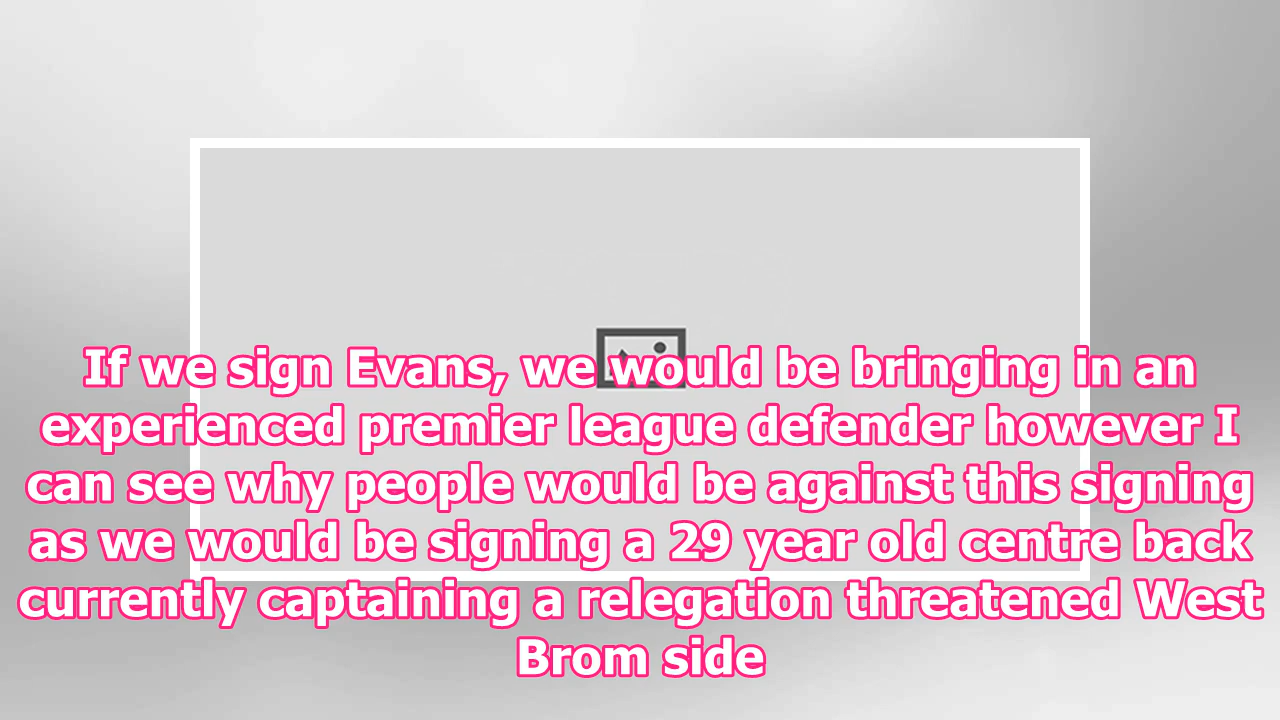 If we sign Evans, we would be bringing in an
experienced premier league defender however I
can see why people would be against this signing
as we would be signing a 29 year old centre back
currently captaining a relegation threatened West
Brom side